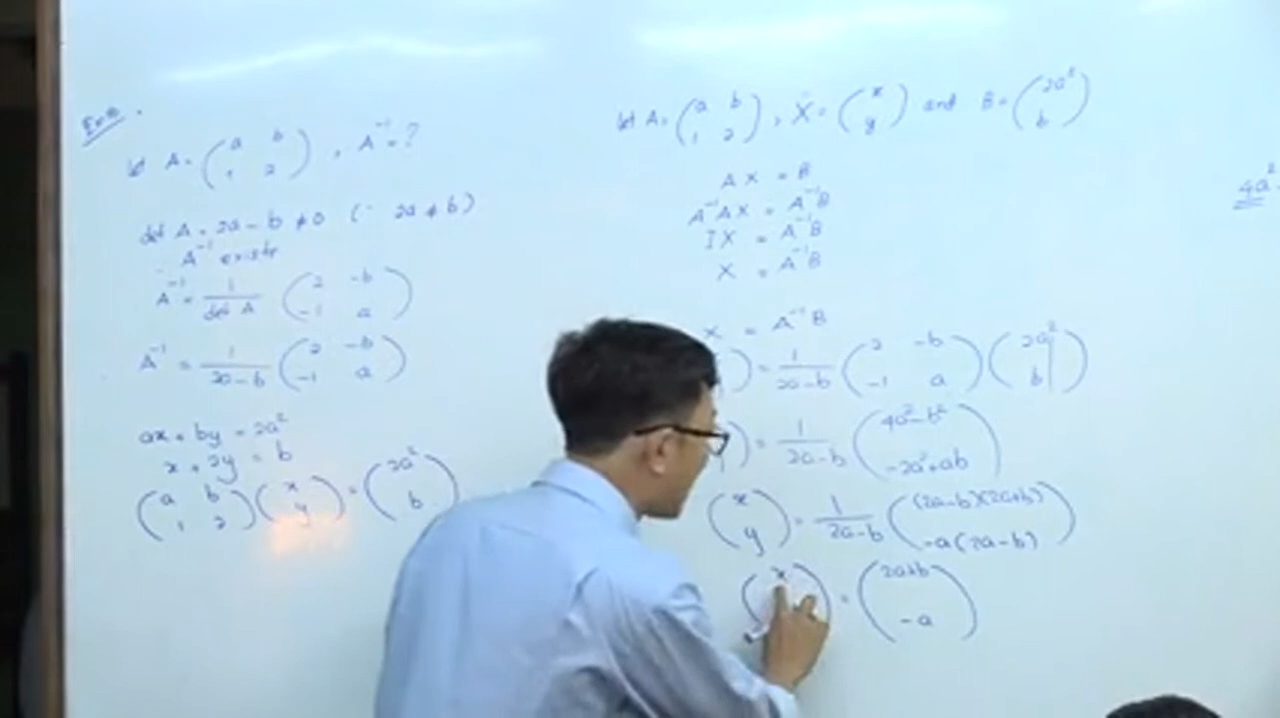 let A = ( a b ; 1 2 ) , A⁻¹ = ?
det A = 2a - b ≠ 0 ( ∵ 2a ≠ b )
∴ A⁻¹ exists
A⁻¹ = 1/det A ( 2 -b ; -1 a )
A⁻¹ = 1/2a-b ( 2 -b ; -1 a )
ax + by = 2a²
x + 2y = b
( a b ; 1 2 ) ( x ; y ) = ( 2a² ; b )
let A = ( a b ; 1 2 ) , X = ( x ; y ) and B = ( 2a² ; b )
AX = B
A⁻¹AX = A⁻¹B
IX = A⁻¹B
X = A⁻¹B
X = A⁻¹B
) = 1/2a-b ( 2 -b ; -1 a ) ( 2a² ; b )
) = 1/2a-b ( 4a²-b² ; -2a²+ab )
( x ; y ) = 1/2a-b ( (2a-b)(2a+b) ; -a(2a-b) )
( x ) = ( 2a+b ; -a )
4a²